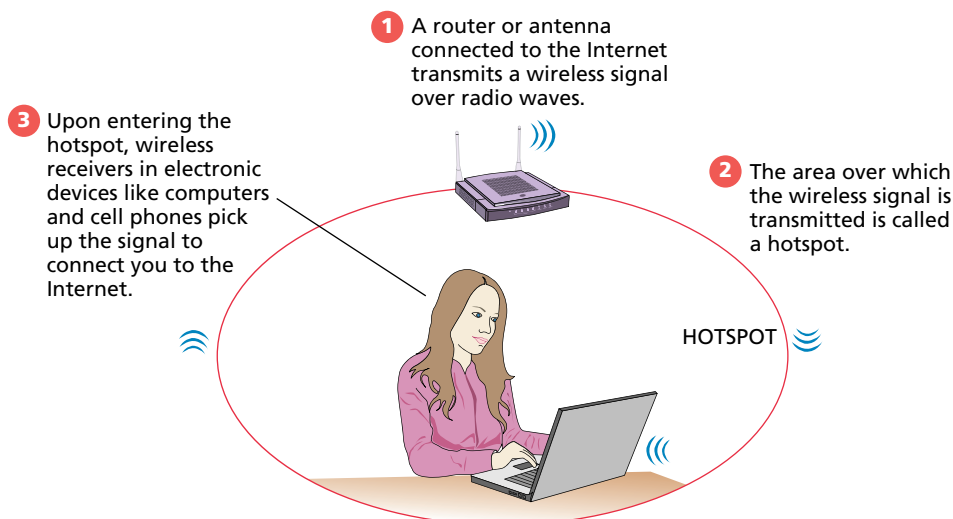 1 A router or antenna
connected to the Internet
transmits a wireless signal
over radio waves.
2 The area over which
the wireless signal is
transmitted is called
a hotspot.
3 Upon entering the
hotspot, wireless
receivers in electronic
devices like computers
and cell phones pick
up the signal to
connect you to the
Internet.
HOTSPOT